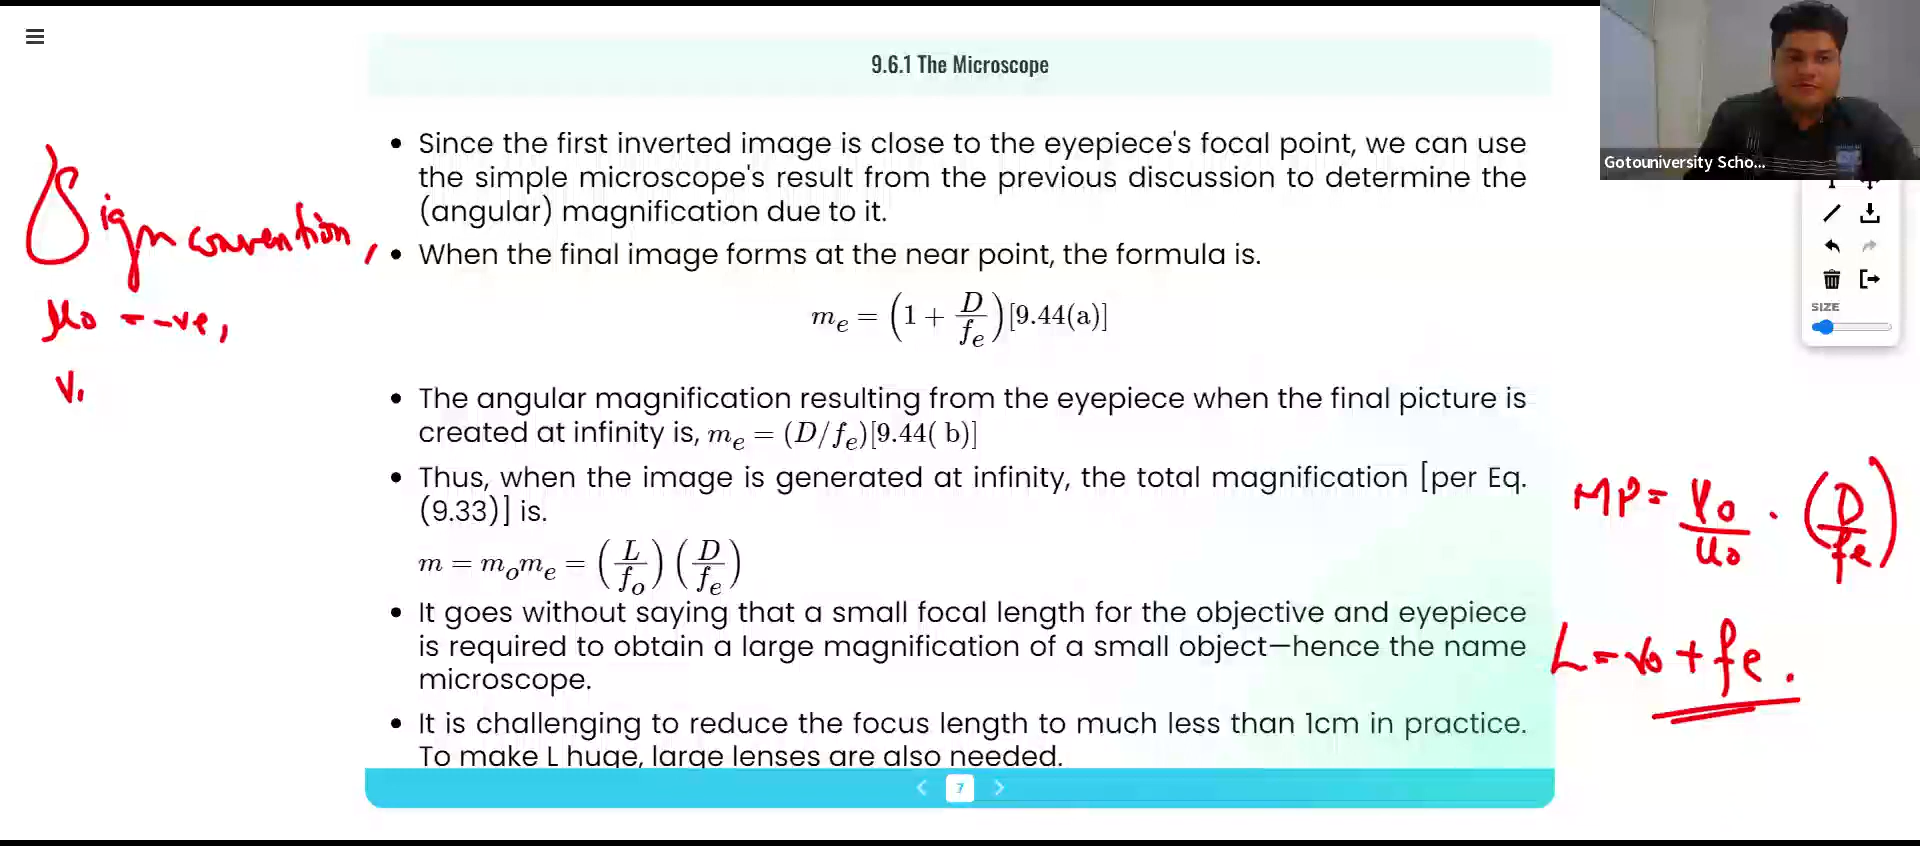 9.6.1 The Microscope
Gotouniversity Scho...
Sign convention,
u₀ = -ve,
v.
• Since the first inverted image is close to the eyepiece's focal point, we can use
the simple microscope's result from the previous discussion to determine the
(angular) magnification due to it.
• When the final image forms at the near point, the formula is.
mₑ = (1 + D/fₑ)[9.44(a)]
• The angular magnification resulting from the eyepiece when the final picture is
created at infinity is, mₑ = (D/fₑ)[9.44( b)]
• Thus, when the image is generated at infinity, the total magnification [per Eq.
(9.33)] is.
m = mₒmₑ = (L/fₒ)(D/fₑ)
• It goes without saying that a small focal length for the objective and eyepiece
is required to obtain a large magnification of a small object—hence the name
microscope.
• It is challenging to reduce the focus length to much less than 1cm in practice.
To make L huge, large lenses are also needed.
SIZE
MP = v₀/u₀ . (D/fe)
L = v₀ + fe.
7